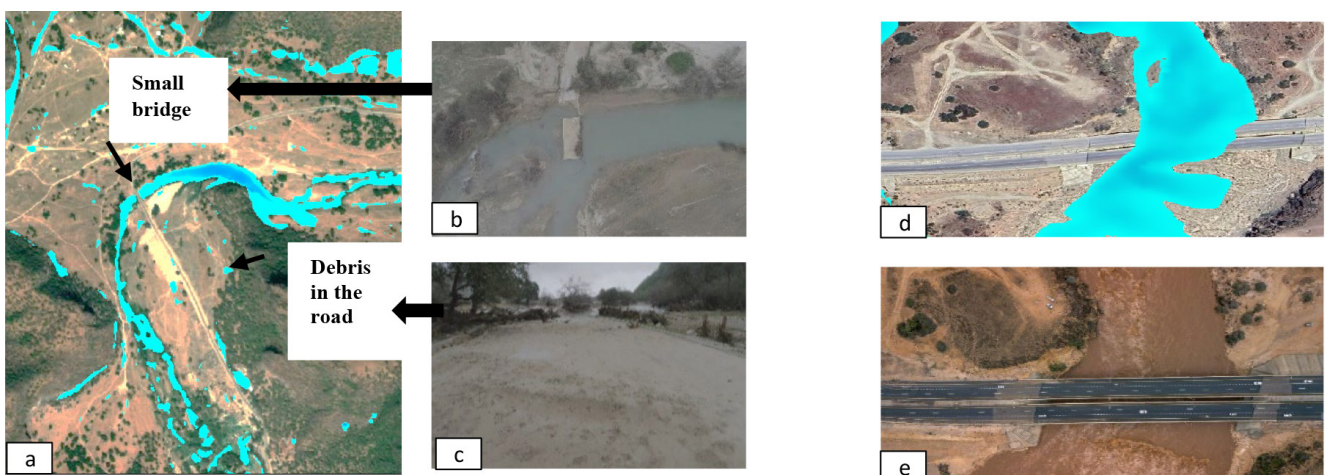 Small
bridge
Debris
in the
road
a
b
c
d
e